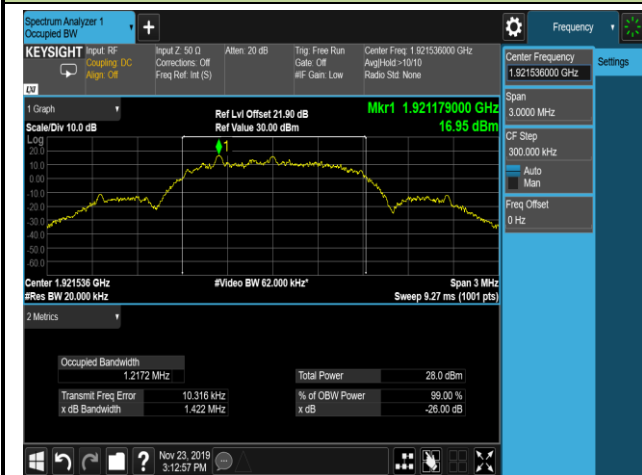 Spectrum Analyzer 1
Occupied BW
+
Frequency
KEYSIGHT
Input: RF
Coupling: DC
Align: Off
Input Z: 50 Ω
Corrections: Off
Freq Ref: Int (S)
Atten: 20 dB
Trig: Free Run
Gate: Off
#IF Gain: Low
Center Freq: 1.921536000 GHz
Avg|Hold:>10/10
Radio Std: None
LXI
Center Frequency
1.921536000 GHz
Settings
Span
3.0000 MHz
CF Step
300.000 kHz
Auto
Man
Freq Offset
0 Hz
1 Graph
Scale/Div 10.0 dB
Ref Lvl Offset 21.90 dB
Ref Value 30.00 dBm
Mkr1 1.921179000 GHz
16.95 dBm
Log
20.0
10.0
0.00
-10.0
-20.0
-30.0
-40.0
-50.0
-60.0
1
Center 1.921536 GHz
#Video BW 62.000 kHz*
Span 3 MHz
#Res BW 20.000 kHz
Sweep 9.27 ms (1001 pts)
2 Metrics
Occupied Bandwidth
1.2172 MHz
Total Power 28.0 dBm
Transmit Freq Error 10.316 kHz
% of OBW Power 99.00 %
x dB Bandwidth 1.422 MHz
x dB -26.00 dB
?
Nov 23, 2019
3:12:57 PM